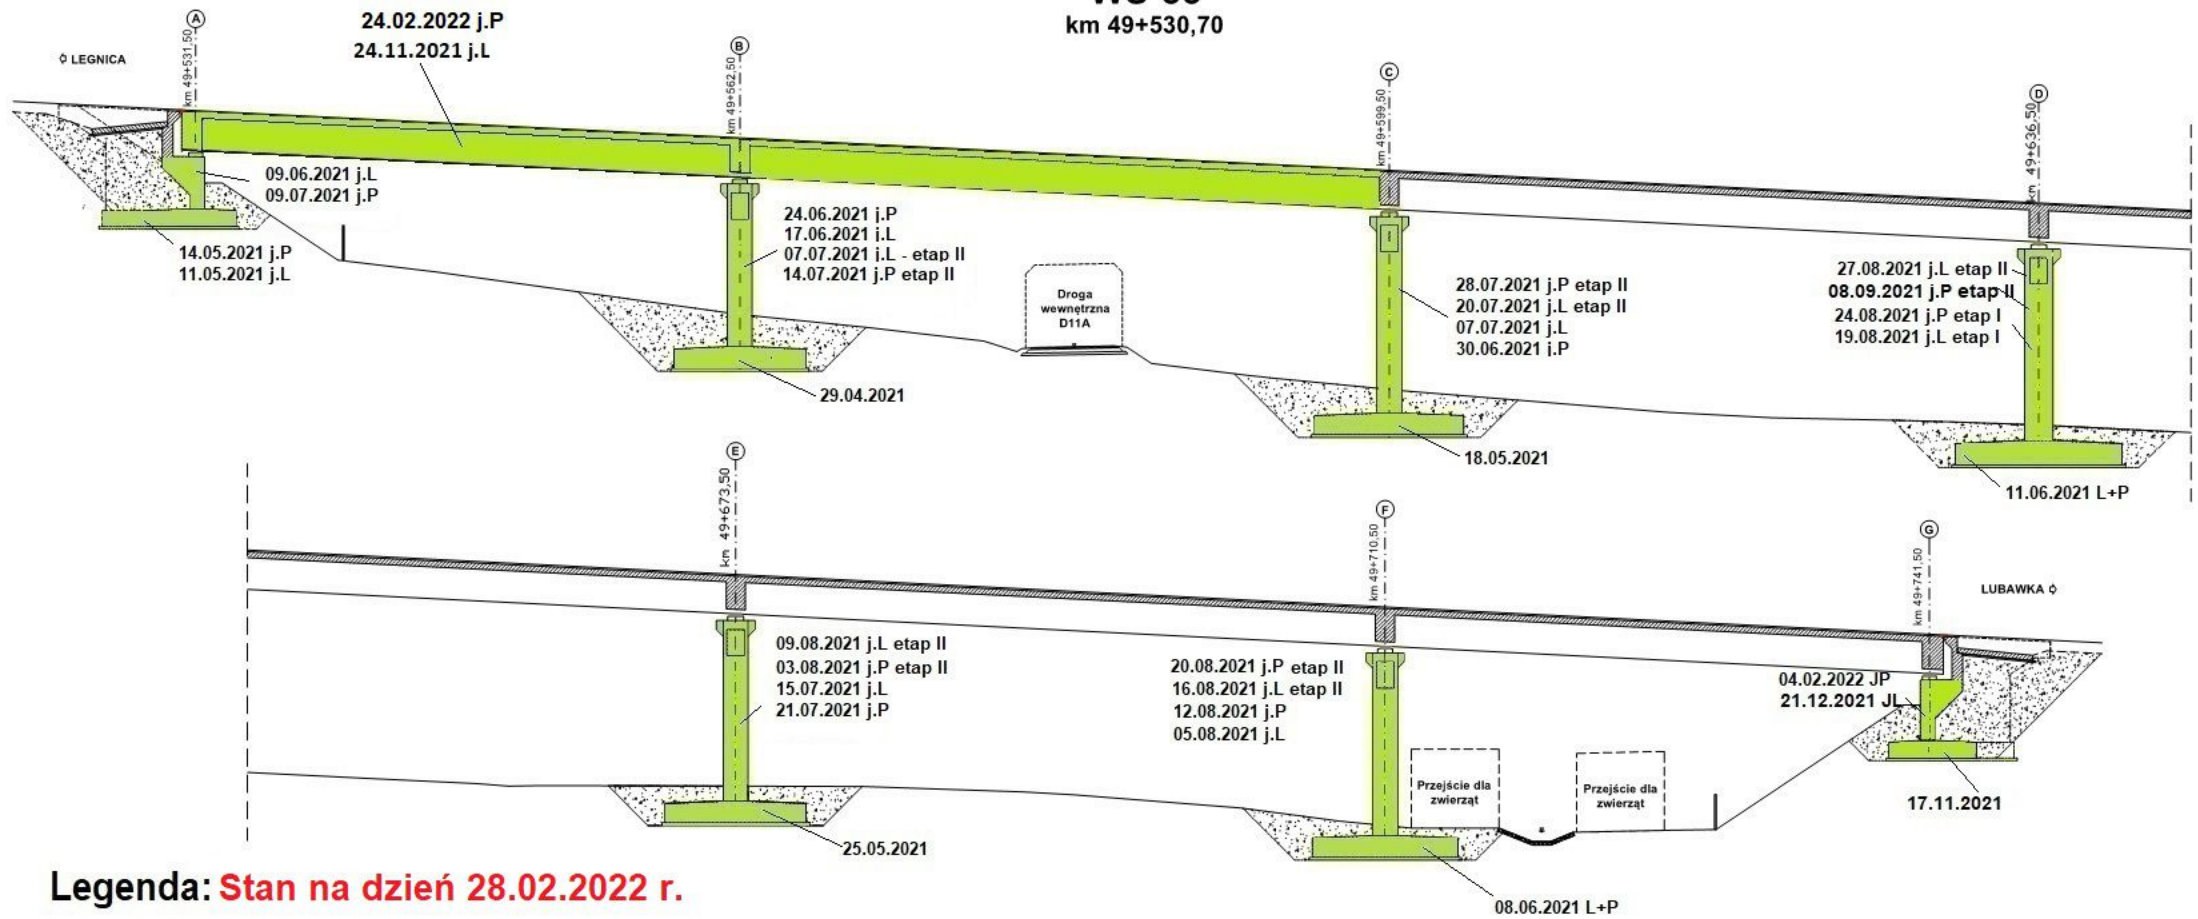 km 49+530,70
A
24.02.2022 j.P
24.11.2021 j.L
LEGNICA
km 49+531,50
B
km 49+562,50
C
km 49+599,50
D
km 49+636,50
09.06.2021 j.L
09.07.2021 j.P
14.05.2021 j.P
11.05.2021 j.L
24.06.2021 j.P
17.06.2021 j.L
07.07.2021 j.L - etap II
14.07.2021 j.P etap II
Droga
wewnętrzna
D11A
29.04.2021
28.07.2021 j.P etap II
20.07.2021 j.L etap II
07.07.2021 j.L
30.06.2021 j.P
18.05.2021
27.08.2021 j.L etap II
08.09.2021 j.P etap II
24.08.2021 j.P etap I
19.08.2021 j.L etap I
11.06.2021 L+P
E
km 49+673,50
F
km 49+710,50
G
km 49+741,50
LUBAWKA
09.08.2021 j.L etap II
03.08.2021 j.P etap II
15.07.2021 j.L
21.07.2021 j.P
25.05.2021
20.08.2021 j.P etap II
16.08.2021 j.L etap II
12.08.2021 j.P
05.08.2021 j.L
Przejście dla
zwierząt
Przejście dla
zwierząt
04.02.2022 JP
21.12.2021 JL
17.11.2021
08.06.2021 L+P
Legenda: Stan na dzień 28.02.2022 r.